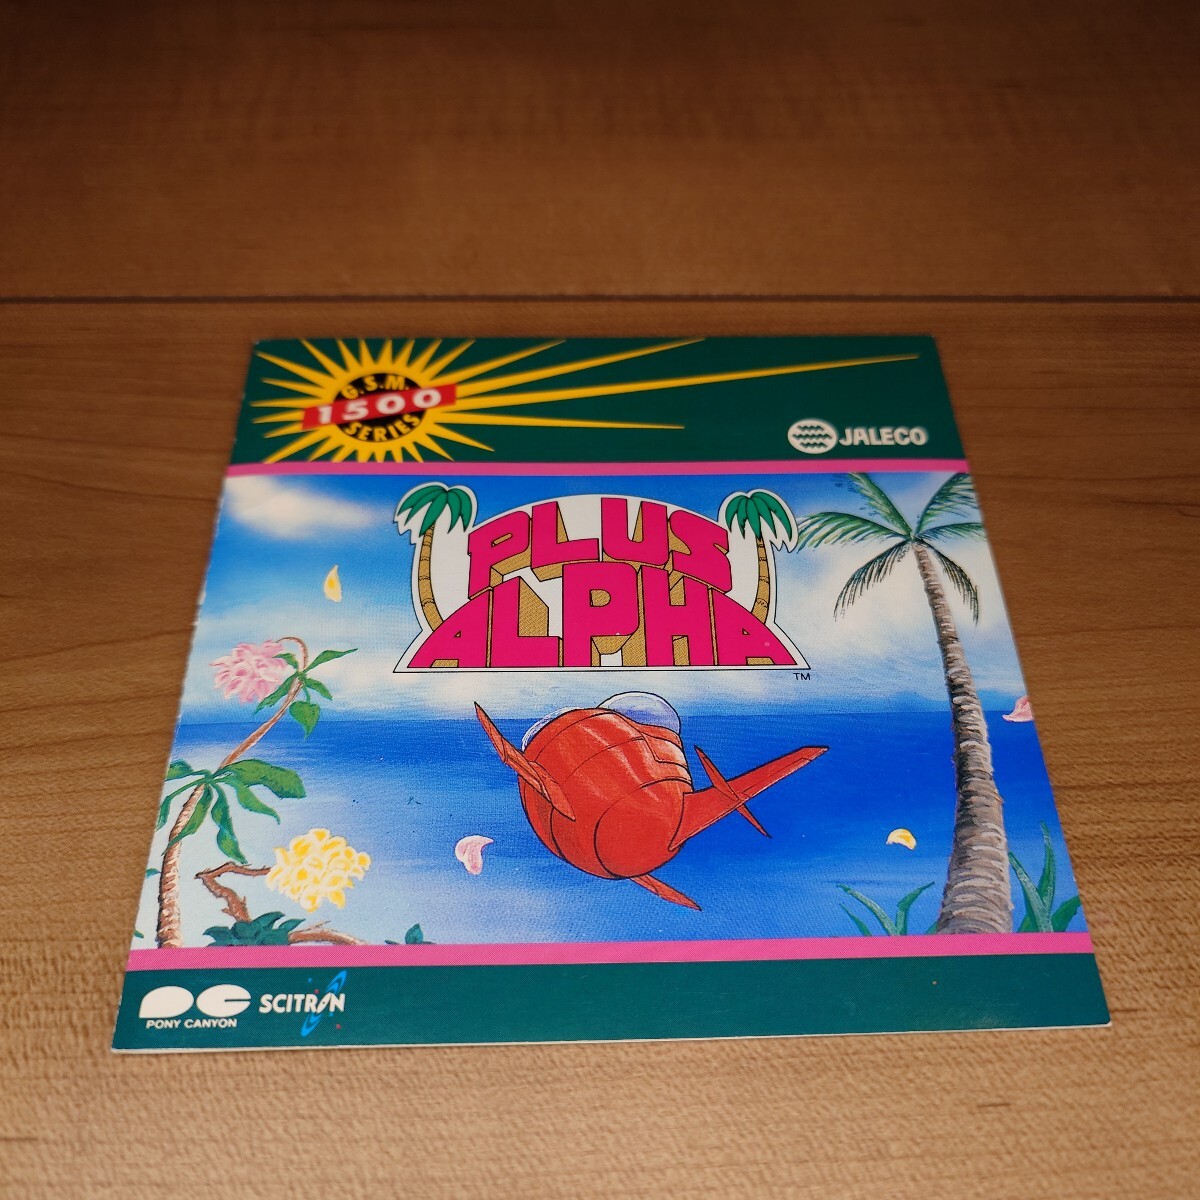 G.S.M.
1500
SERIES
JALECO
PLUS
ALPHA
TM
PONY CANYON
SCITRON